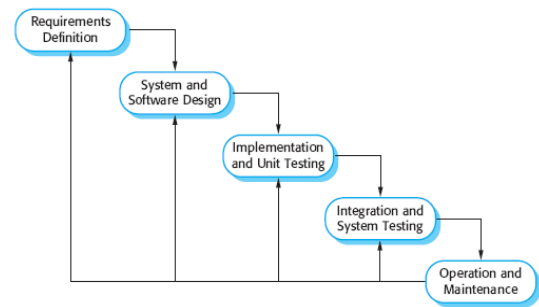 Requirements
Definition
System and
Software Design
Implementation
and Unit Testing
Integration and
System Testing
Operation and
Maintenance